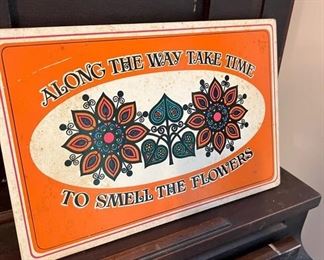 ALONG THE WAY TAKE TIME
TO SMELL THE FLOWERS